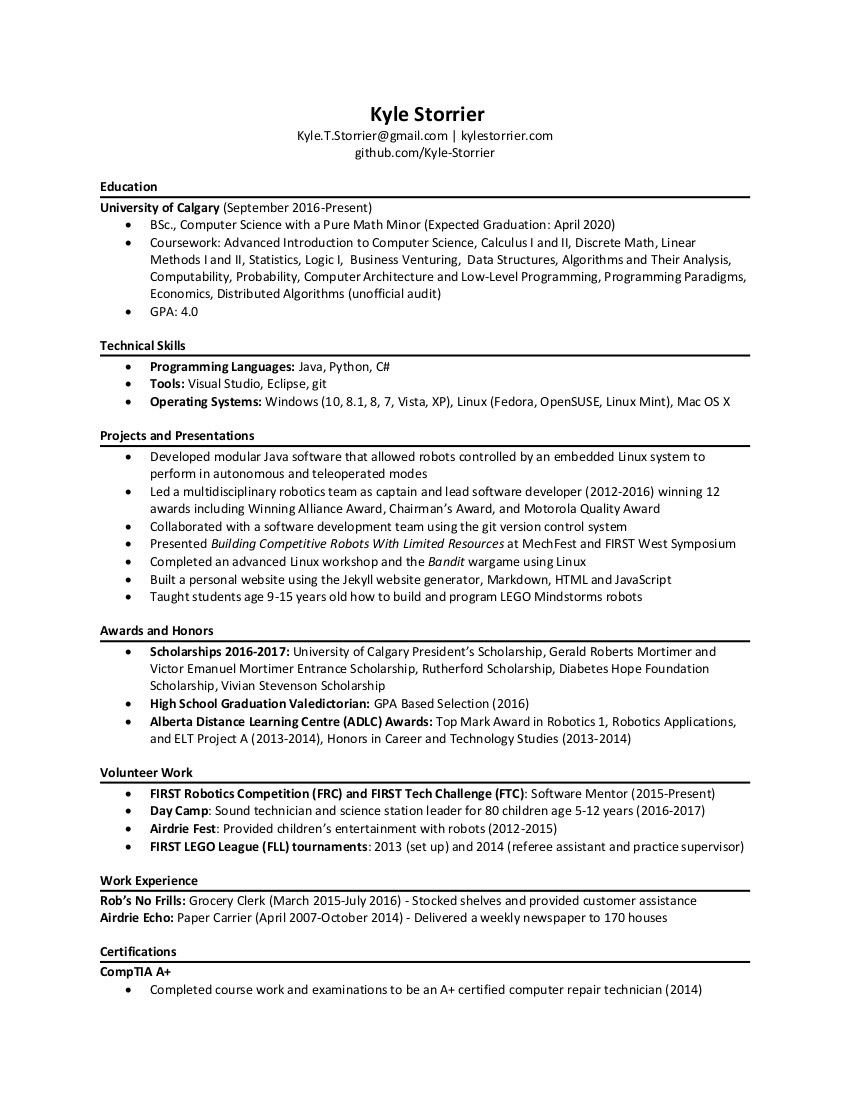 Kyle Storrier
Kyle.T.Storrier@gmail.com | kylestorrier.com
github.com/Kyle-Storrier
Education
University of Calgary (September 2016-Present)
• BSc., Computer Science with a Pure Math Minor (Expected Graduation: April 2020)
• Coursework: Advanced Introduction to Computer Science, Calculus I and II, Discrete Math, Linear
Methods I and II, Statistics, Logic I,  Business Venturing,  Data Structures, Algorithms and Their Analysis,
Computability, Probability, Computer Architecture and Low-Level Programming, Programming Paradigms,
Economics, Distributed Algorithms (unofficial audit)
• GPA: 4.0
Technical Skills
• Programming Languages: Java, Python, C#
• Tools: Visual Studio, Eclipse, git
• Operating Systems: Windows (10, 8.1, 8, 7, Vista, XP), Linux (Fedora, OpenSUSE, Linux Mint), Mac OS X
Projects and Presentations
• Developed modular Java software that allowed robots controlled by an embedded Linux system to
perform in autonomous and teleoperated modes
• Led a multidisciplinary robotics team as captain and lead software developer (2012-2016) winning 12
awards including Winning Alliance Award, Chairman’s Award, and Motorola Quality Award
• Collaborated with a software development team using the git version control system
• Presented Building Competitive Robots With Limited Resources at MechFest and FIRST West Symposium
• Completed an advanced Linux workshop and the Bandit wargame using Linux
• Built a personal website using the Jekyll website generator, Markdown, HTML and JavaScript
• Taught students age 9-15 years old how to build and program LEGO Mindstorms robots
Awards and Honors
• Scholarships 2016-2017: University of Calgary President’s Scholarship, Gerald Roberts Mortimer and
Victor Emanuel Mortimer Entrance Scholarship, Rutherford Scholarship, Diabetes Hope Foundation
Scholarship, Vivian Stevenson Scholarship
• High School Graduation Valedictorian: GPA Based Selection (2016)
• Alberta Distance Learning Centre (ADLC) Awards: Top Mark Award in Robotics 1, Robotics Applications,
and ELT Project A (2013-2014), Honors in Career and Technology Studies (2013-2014)
Volunteer Work
• FIRST Robotics Competition (FRC) and FIRST Tech Challenge (FTC): Software Mentor (2015-Present)
• Day Camp: Sound technician and science station leader for 80 children age 5-12 years (2016-2017)
• Airdrie Fest: Provided children’s entertainment with robots (2012-2015)
• FIRST LEGO League (FLL) tournaments: 2013 (set up) and 2014 (referee assistant and practice supervisor)
Work Experience
Rob’s No Frills: Grocery Clerk (March 2015-July 2016) - Stocked shelves and provided customer assistance
Airdrie Echo: Paper Carrier (April 2007-October 2014) - Delivered a weekly newspaper to 170 houses
Certifications
CompTIA A+
• Completed course work and examinations to be an A+ certified computer repair technician (2014)